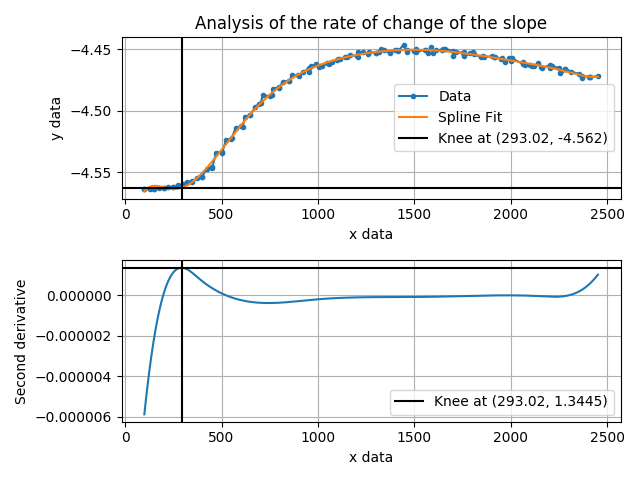 Analysis of the rate of change of the slope
−4.45
−4.50
−4.55
y data
Data
Spline Fit
Knee at (293.02, -4.562)
0 500 1000 1500 2000 2500
x data
0.000000
−0.000002
−0.000004
−0.000006
Second derivative
Knee at (293.02, 1.3445)
0 500 1000 1500 2000 2500
x data